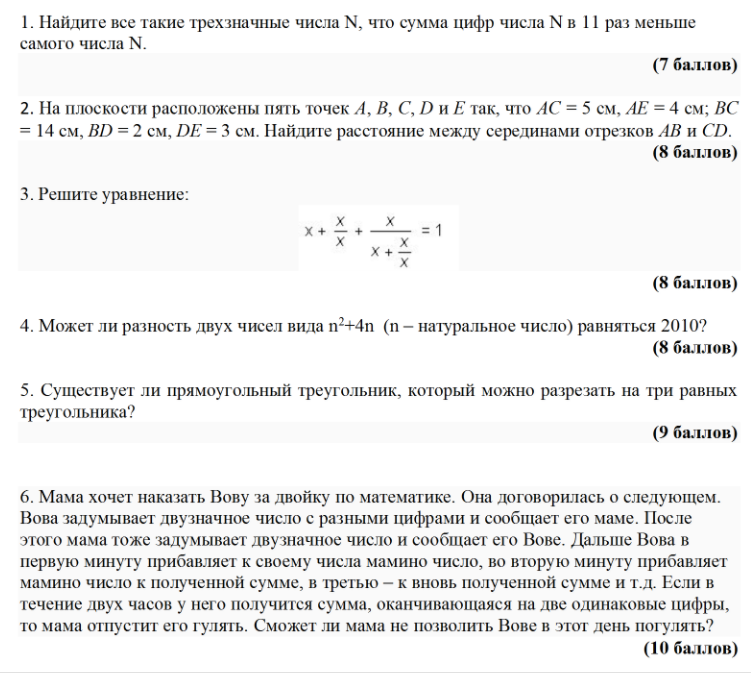 1. Найдите все такие трехзначные числа N, что сумма цифр числа N в 11 раз меньше
самого числа N.
(7 баллов)
2. На плоскости расположены пять точек A, B, C, D и E так, что AC = 5 см, AE = 4 см; BC
= 14 см, BD = 2 см, DE = 3 см. Найдите расстояние между серединами отрезков AB и CD.
(8 баллов)
3. Решите уравнение:
x + x/x + x/(x + x/x) = 1
(8 баллов)
4. Может ли разность двух чисел вида n²+4n (n – натуральное число) равняться 2010?
(8 баллов)
5. Существует ли прямоугольный треугольник, который можно разрезать на три равных
треугольника?
(9 баллов)
6. Мама хочет наказать Вову за двойку по математике. Она договорилась о следующем.
Вова задумывает двузначное число с разными цифрами и сообщает его маме. После
этого мама тоже задумывает двузначное число и сообщает его Вове. Дальше Вова в
первую минуту прибавляет к своему числа мамино число, во вторую минуту прибавляет
мамино число к полученной сумме, в третью – к вновь полученной сумме и т.д. Если в
течение двух часов у него получится сумма, оканчивающаяся на две одинаковые цифры,
то мама отпустит его гулять. Сможет ли мама не позволить Вове в этот день погулять?
(10 баллов)